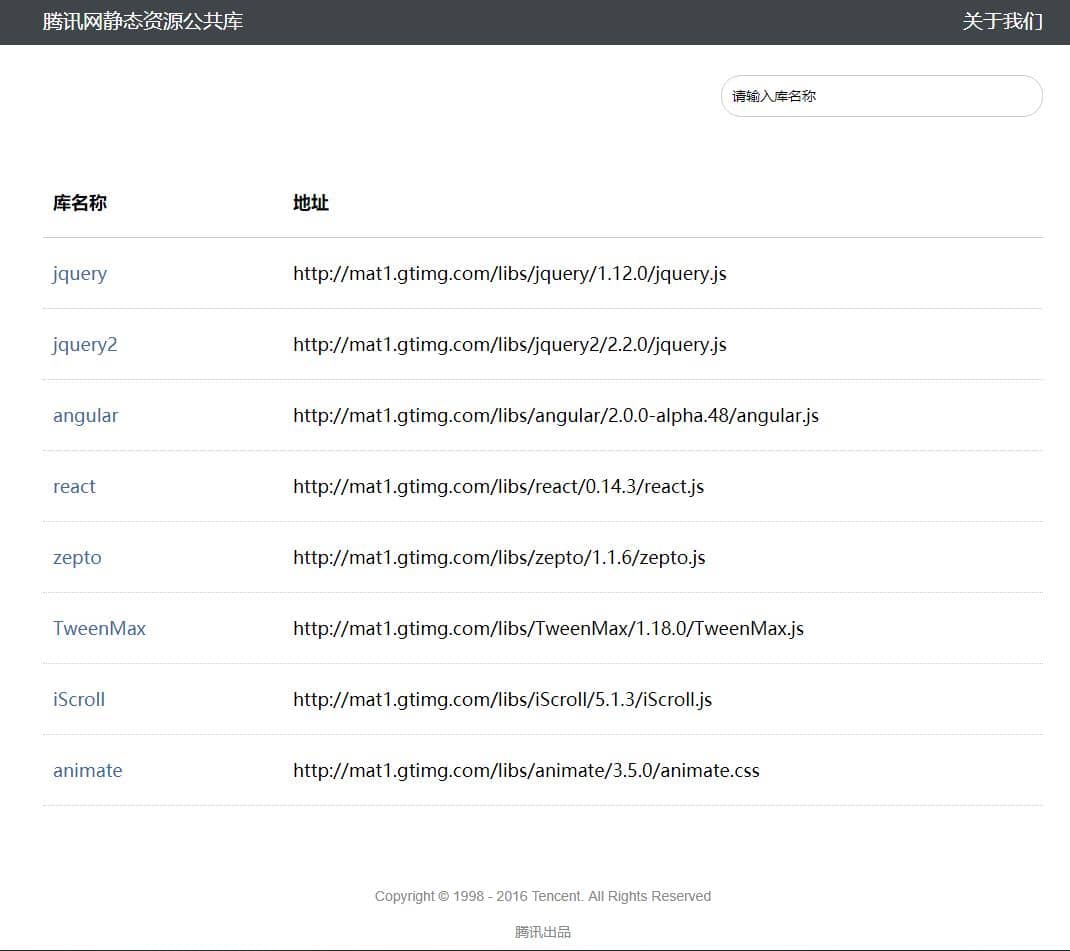 腾讯网静态资源公共库 关于我们
请输入库名称
库名称 地址
jquery http://mat1.gtimg.com/libs/jquery/1.12.0/jquery.js
jquery2 http://mat1.gtimg.com/libs/jquery2/2.2.0/jquery.js
angular http://mat1.gtimg.com/libs/angular/2.0.0-alpha.48/angular.js
react http://mat1.gtimg.com/libs/react/0.14.3/react.js
zepto http://mat1.gtimg.com/libs/zepto/1.1.6/zepto.js
TweenMax http://mat1.gtimg.com/libs/TweenMax/1.18.0/TweenMax.js
iScroll http://mat1.gtimg.com/libs/iScroll/5.1.3/iScroll.js
animate http://mat1.gtimg.com/libs/animate/3.5.0/animate.css
Copyright © 1998 - 2016 Tencent. All Rights Reserved
腾讯出品